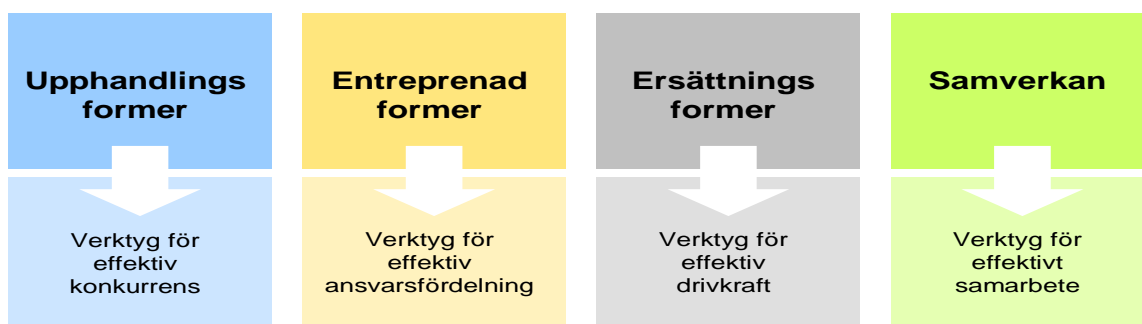 Upphandlings
former
Entreprenad
former
Ersättnings
former
Samverkan
Verktyg för
effektiv
konkurrens
Verktyg för
effektiv
ansvarsfördelning
Verktyg för
effektiv
drivkraft
Verktyg för
effektivt
samarbete